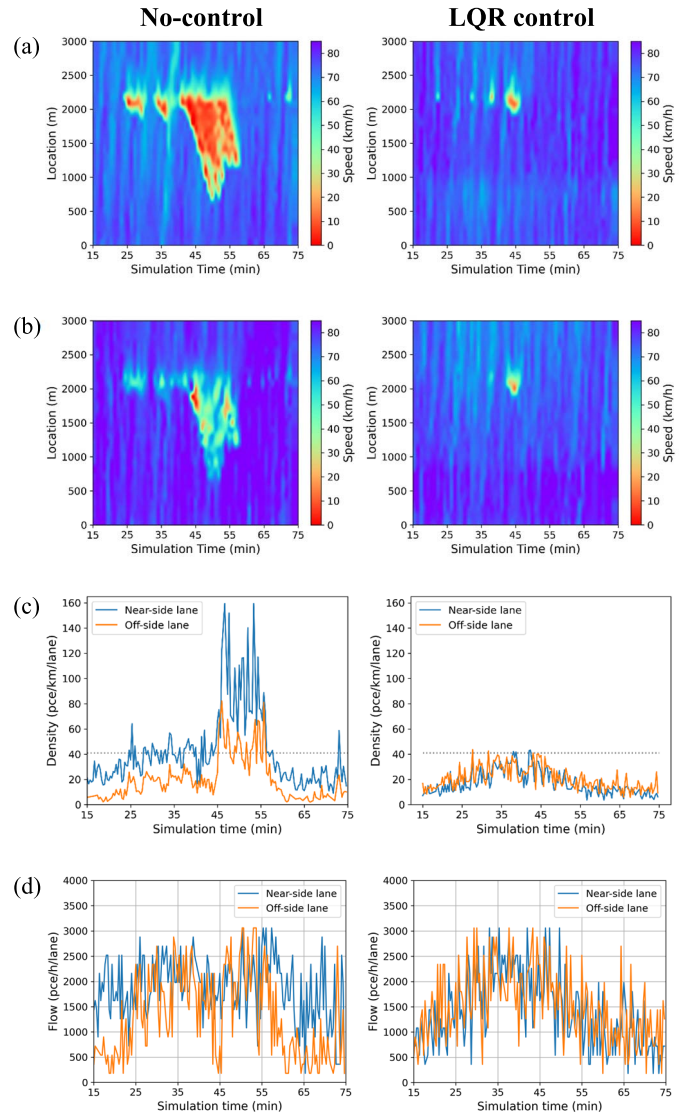 No-control LQR control
(a)
3000
2500
2000
1500
1000
500
0
Location (m)
15 25 35 45 55 65 75
Simulation Time (min)
80
70
60
50
40
30
20
10
0
Speed (km/h)
3000
2500
2000
1500
1000
500
0
Location (m)
15 25 35 45 55 65 75
Simulation Time (min)
80
70
60
50
40
30
20
10
0
Speed (km/h)
(b)
3000
2500
2000
1500
1000
500
0
Location (m)
15 25 35 45 55 65 75
Simulation Time (min)
80
70
60
50
40
30
20
10
0
Speed (km/h)
3000
2500
2000
1500
1000
500
0
Location (m)
15 25 35 45 55 65 75
Simulation Time (min)
80
70
60
50
40
30
20
10
0
Speed (km/h)
(c)
160
140
120
100
80
60
40
20
0
Density (pce/km/lane)
Near-side lane
Off-side lane
15 25 35 45 55 65 75
Simulation time (min)
160
140
120
100
80
60
40
20
0
Density (pce/km/lane)
Near-side lane
Off-side lane
15 25 35 45 55 65 75
Simulation time (min)
(d)
4000
3500
3000
2500
2000
1500
1000
500
0
Flow (pce/h/lane)
Near-side lane
Off-side lane
15 25 35 45 55 65 75
Simulation time (min)
4000
3500
3000
2500
2000
1500
1000
500
0
Flow (pce/h/lane)
Near-side lane
Off-side lane
15 25 35 45 55 65 75
Simulation time (min)